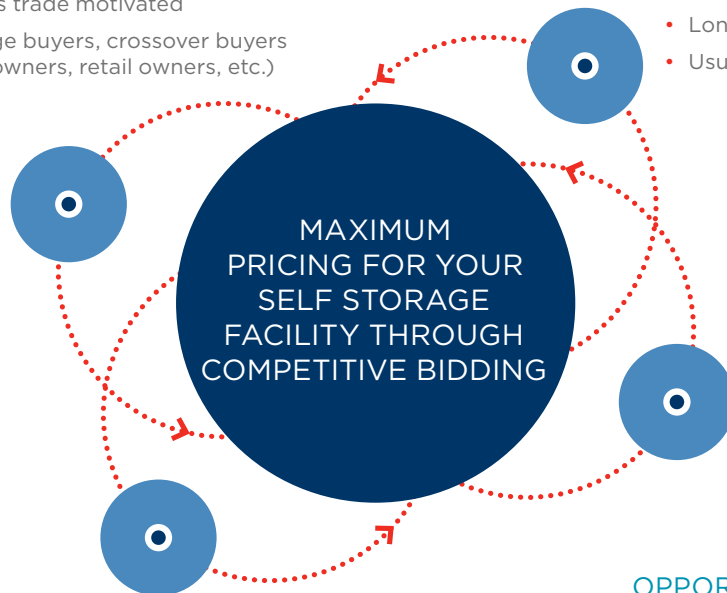 s trade motivated
ge buyers, crossover buyers
owners, retail owners, etc.)
• Lon
• Usu
MAXIMUM
PRICING FOR YOUR
SELF STORAGE
FACILITY THROUGH
COMPETITIVE BIDDING
OPPOR